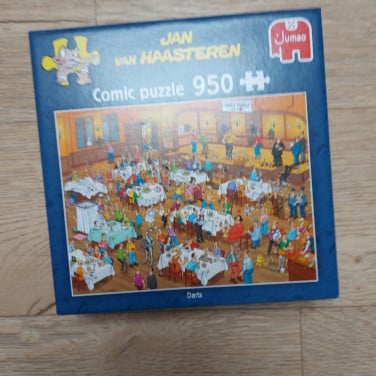 JAN
VAN HAASTEREN
Jumbo
Comic puzzle 950
Darts